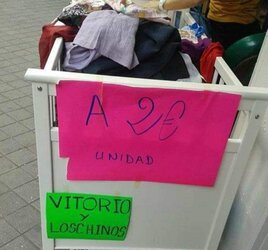 A 2€
UNIDAD
VITORIO
Y
LOSCHINOS